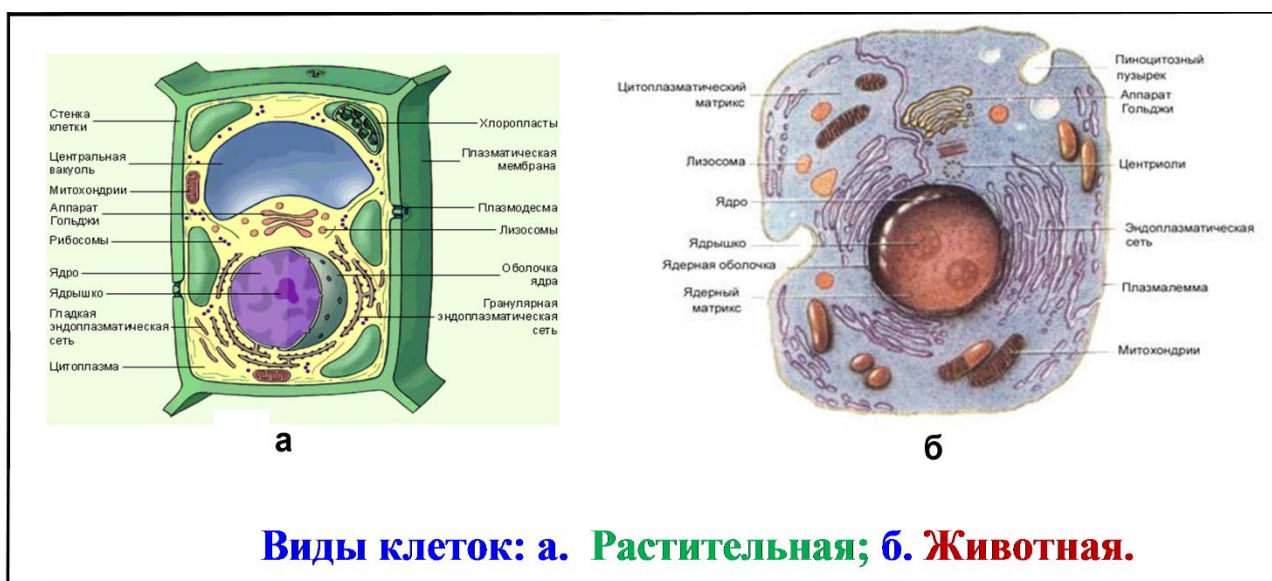 Стенка
клетки
Центральная
вакуоль
Митохондрии
Аппарат
Гольджи
Рибосомы
Ядро
Ядрышко
Гладкая
эндоплазматическая
сеть
Цитоплазма
Хлоропласты
Плазматическая
мембрана
Плазмодесма
Лизосомы
Оболочка
ядра
Гранулярная
эндоплазматическая
сеть
а
Цитоплазматический
матрикс
Лизосома
Ядро
Ядрышко
Ядерная оболочка
Ядерный
матрикс
Пиноцитозный
пузырек
Аппарат
Гольджи
Центриоли
Эндоплазматическая
сеть
Плазмалемма
Митохондрии
б
Виды клеток: а. Растительная; б. Животная.